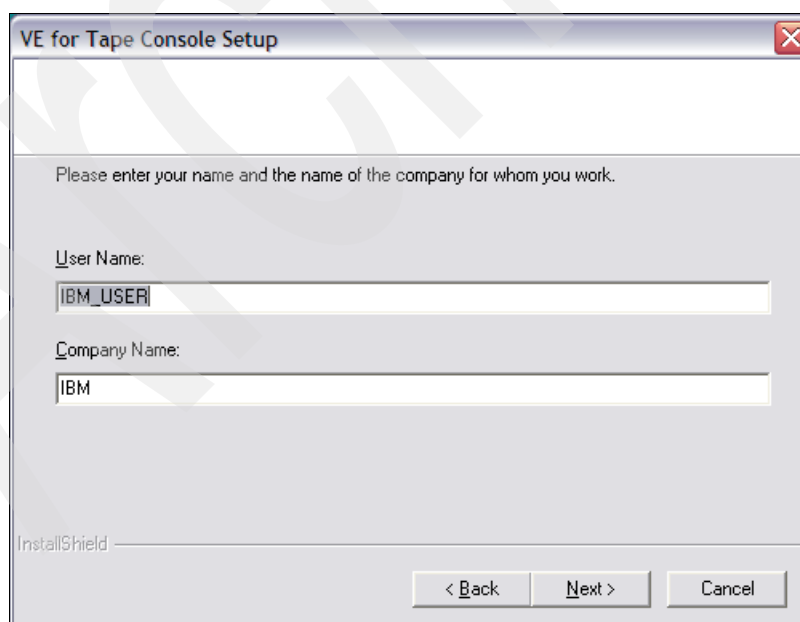 VE for Tape Console Setup
Please enter your name and the name of the company for whom you work.
User Name:
IBM_USER
Company Name:
IBM
InstallShield
< Back Next > Cancel